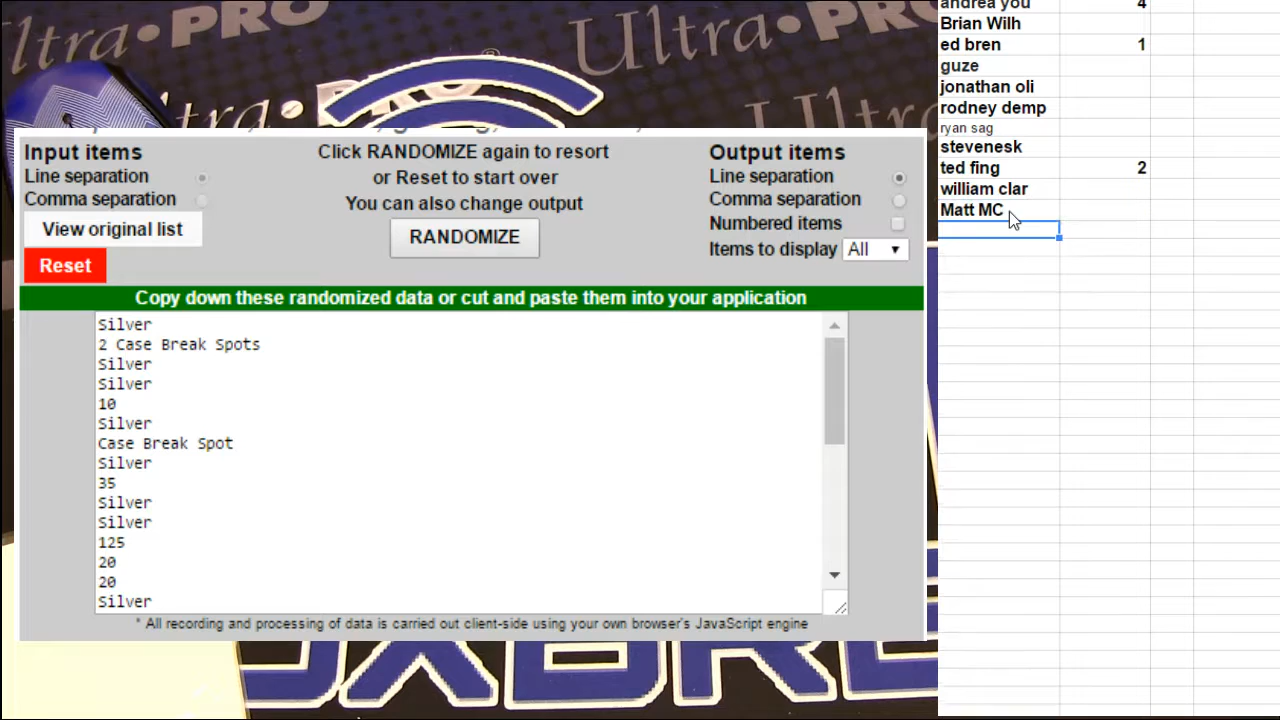 ltra•PRO
Ultra•PRO
®
Input items
Line separation
Comma separation
View original list
Reset
Click RANDOMIZE again to resort
or Reset to start over
You can also change output
RANDOMIZE
Output items
Line separation
Comma separation
Numbered items
Items to display All
Copy down these randomized data or cut and paste them into your application
Silver
2 Case Break Spots
Silver
Silver
10
Silver
Case Break Spot
Silver
35
Silver
Silver
125
20
20
Silver
* All recording and processing of data is carried out client-side using your own browser's JavaScript engine
andrea you 4
Brian Wilh
ed bren 1
guze
jonathan oli
rodney demp
ryan sag
stevenesk
ted fing 2
william clar
Matt MC